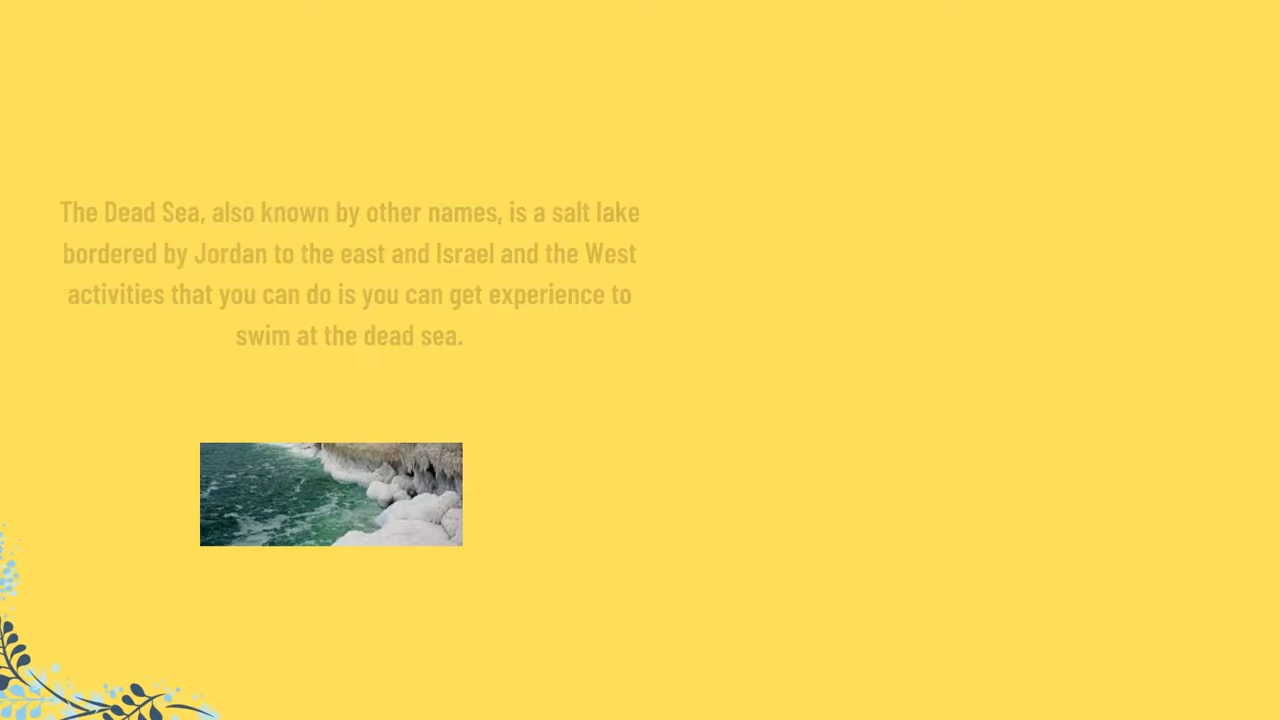 The Dead Sea, also known by other names, is a salt lake
bordered by Jordan to the east and Israel and the West
activities that you can do is you can get experience to
swim at the dead sea.